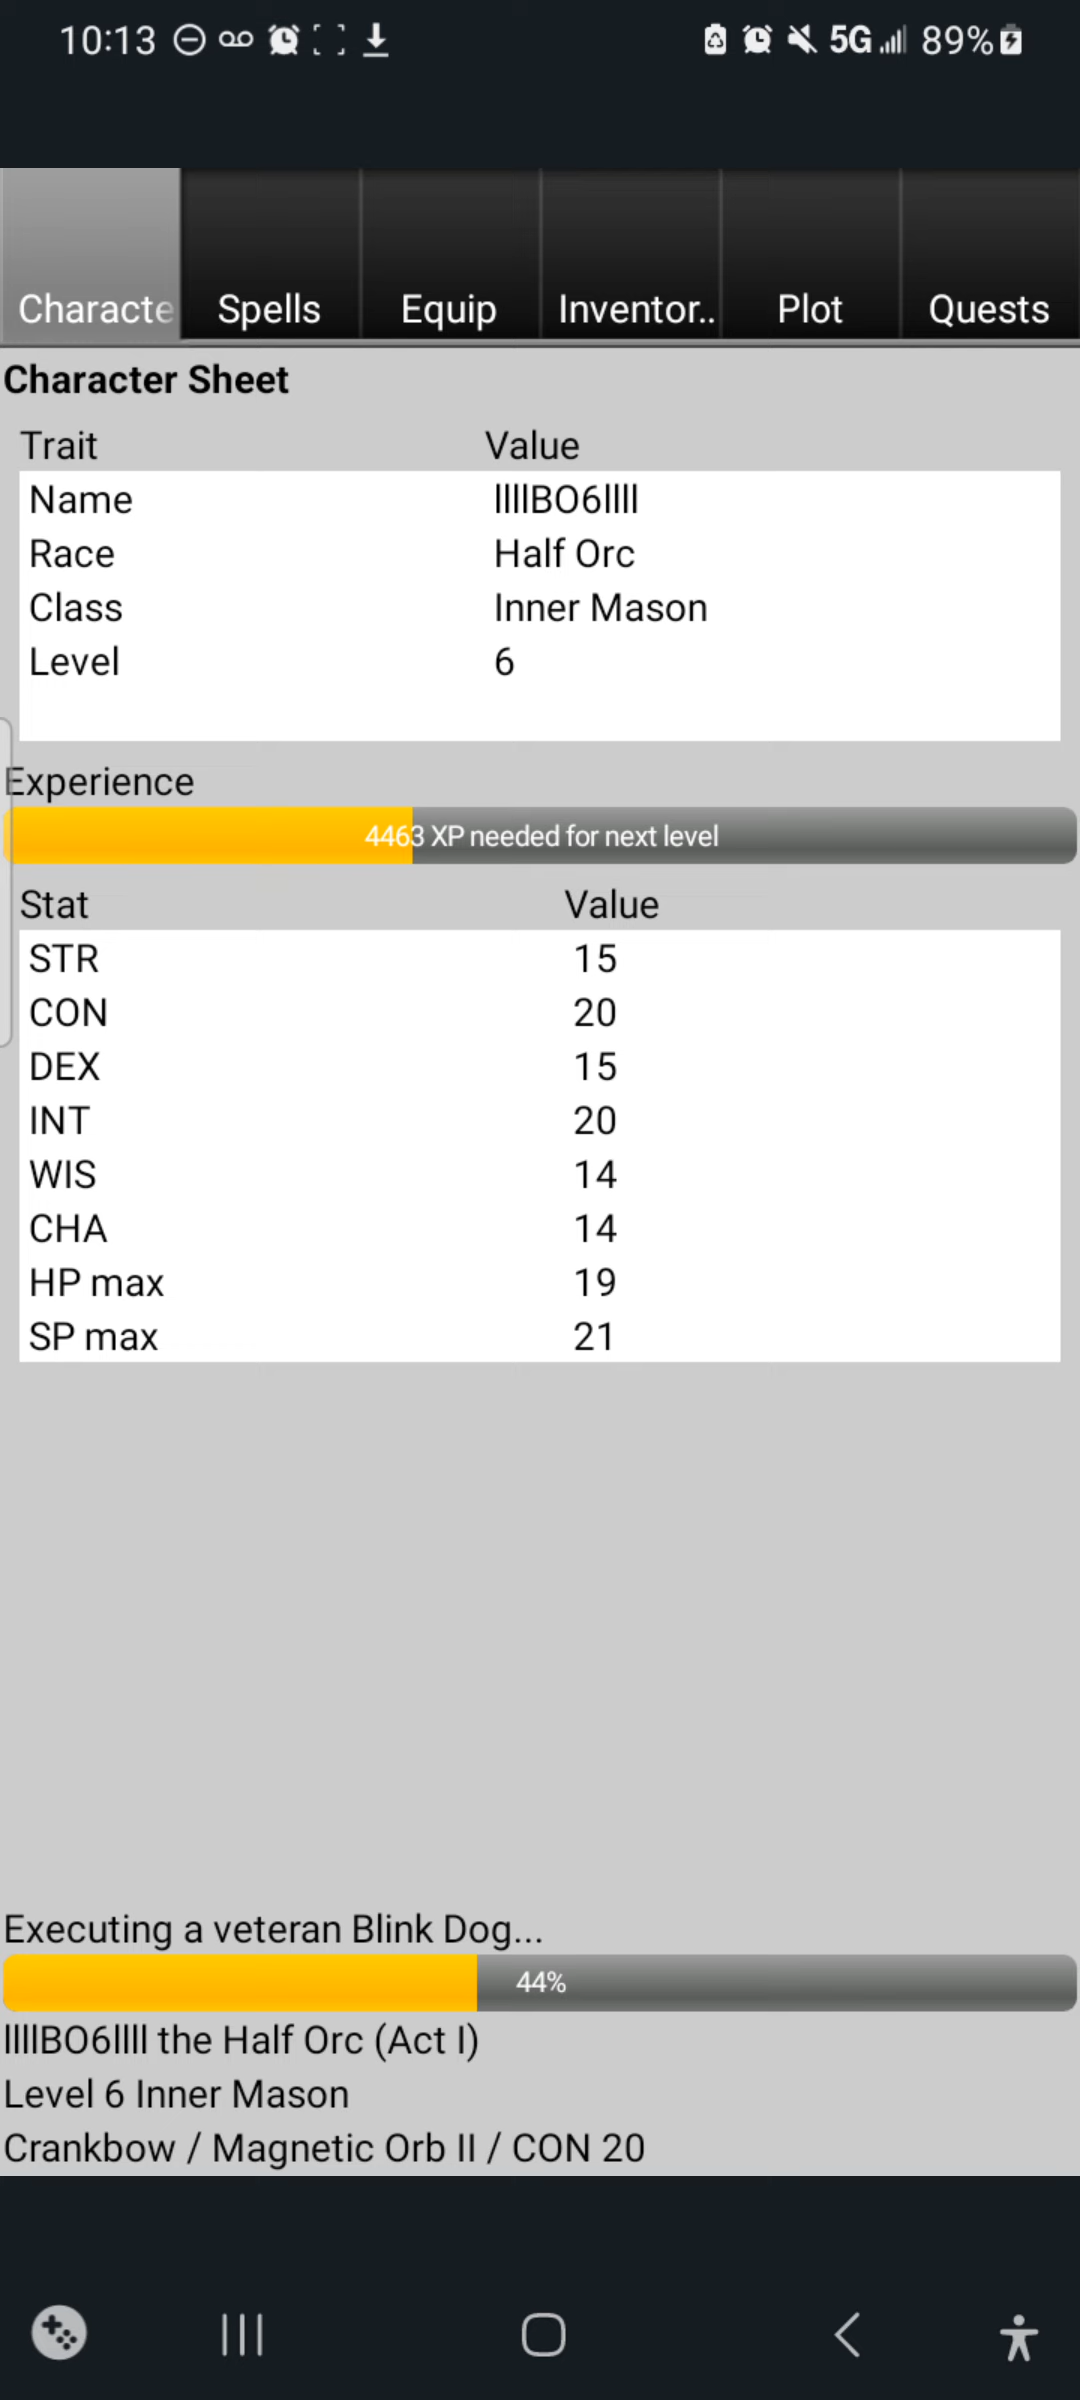 10:13 5G 89%
Characte Spells Equip Inventor.. Plot Quests
Character Sheet
Trait Value
Name llllBO6llll
Race Half Orc
Class Inner Mason
Level 6
Experience
4463 XP needed for next level
Stat Value
STR 15
CON 20
DEX 15
INT 20
WIS 14
CHA 14
HP max 19
SP max 21
Executing a veteran Blink Dog...
44%
llllBO6llll the Half Orc (Act I)
Level 6 Inner Mason
Crankbow / Magnetic Orb II / CON 20